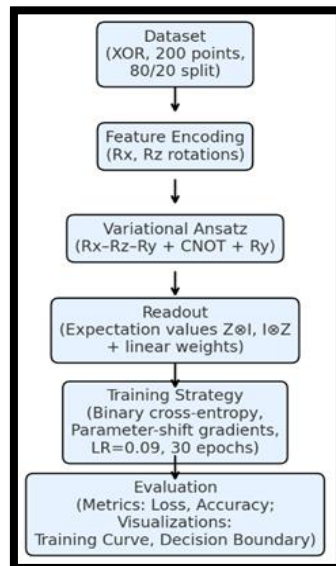 Dataset
(XOR, 200 points,
80/20 split)
Feature Encoding
(Rx, Rz rotations)
Variational Ansatz
(Rx–Rz–Ry + CNOT + Ry)
Readout
(Expectation values Z⊗I, I⊗Z
+ linear weights)
Training Strategy
(Binary cross-entropy,
Parameter-shift gradients,
LR=0.09, 30 epochs)
Evaluation
(Metrics: Loss, Accuracy;
Visualizations:
Training Curve, Decision Boundary)